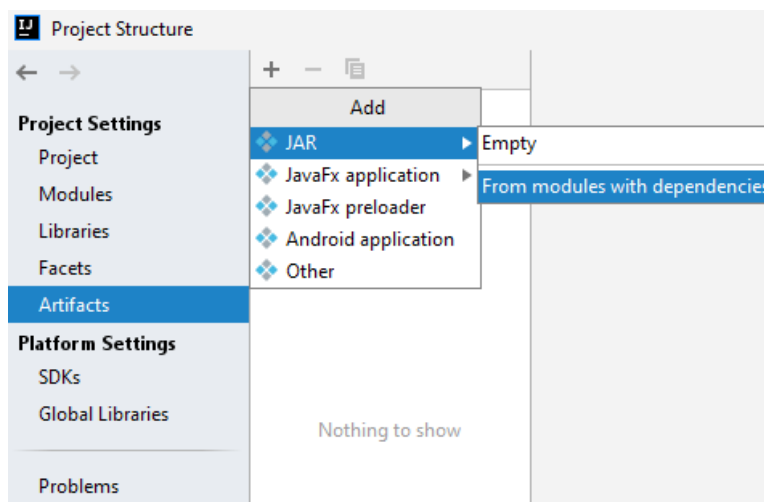 IJ Project Structure
Project Settings
Project
Modules
Libraries
Facets
Artifacts
Platform Settings
SDKs
Global Libraries
Problems
Add
JAR
JavaFx application
JavaFx preloader
Android application
Other
Empty
From modules with dependencies
Nothing to show